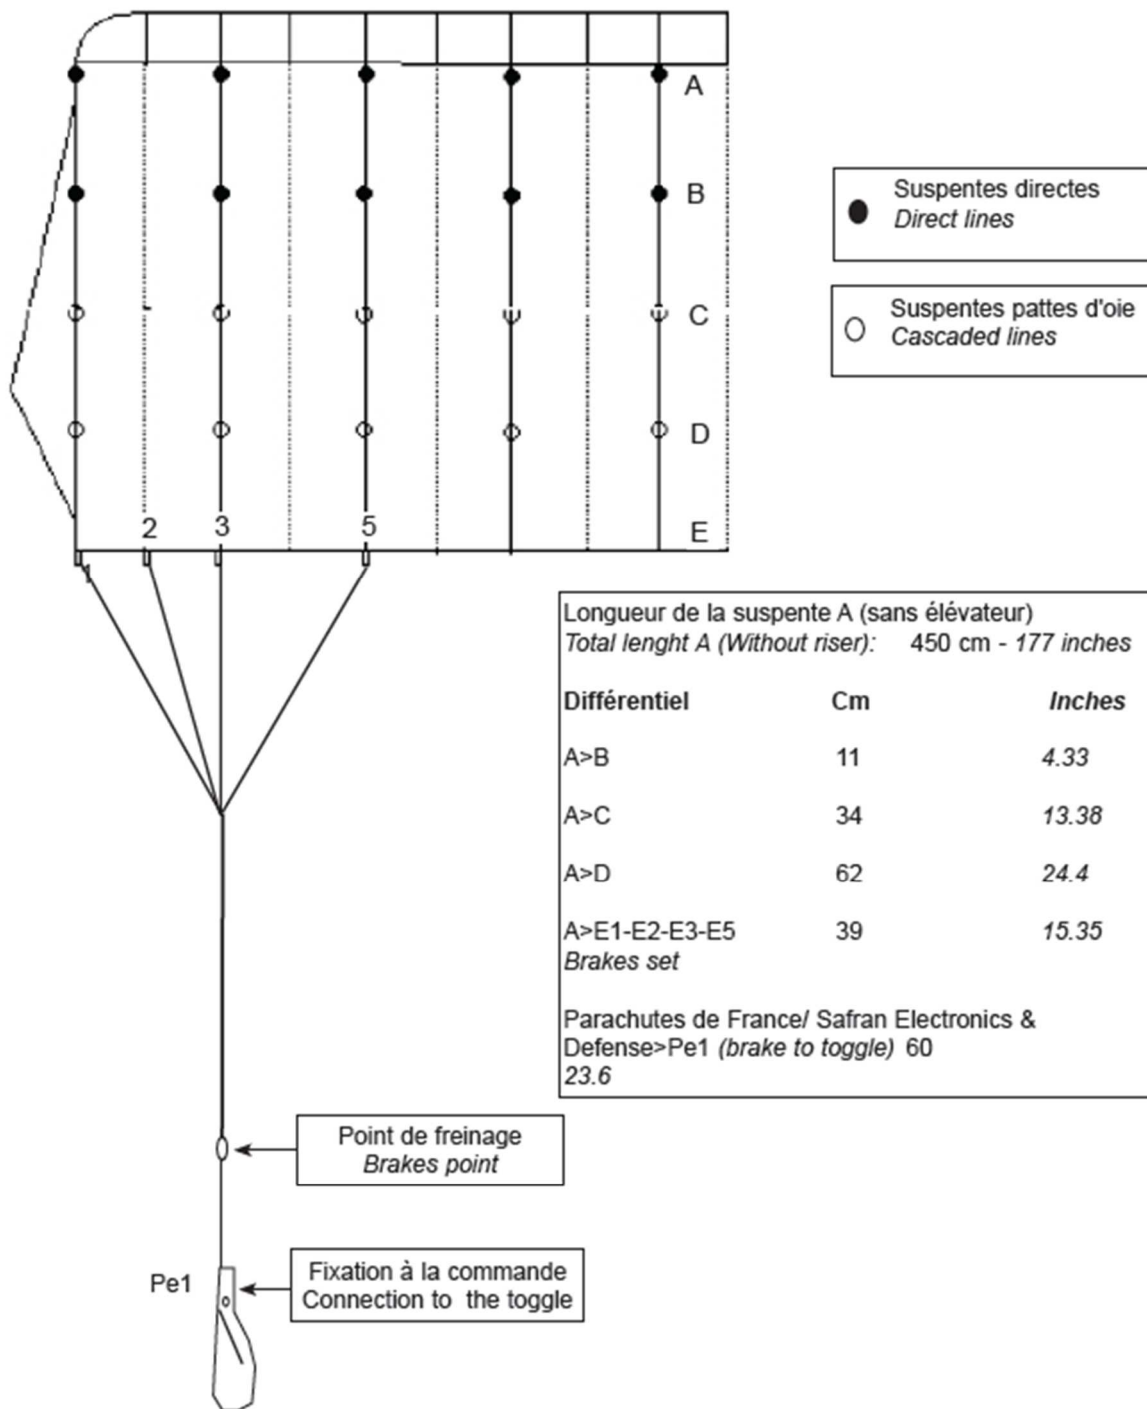 A
Suspentes directes
Direct lines
B
Suspentes pattes d'oie
Cascaded lines
C
D
2 3 5 E
1
Longueur de la suspente A (sans élévateur)
Total lenght A (Without riser): 450 cm - 177 inches
Différentiel Cm Inches
A>B 11 4.33
A>C 34 13.38
A>D 62 24.4
A>E1-E2-E3-E5 39 15.35
Brakes set
Parachutes de France/ Safran Electronics &
Defense>Pe1 (brake to toggle) 60
23.6
Point de freinage
Brakes point
Pe1
Fixation à la commande
Connection to the toggle